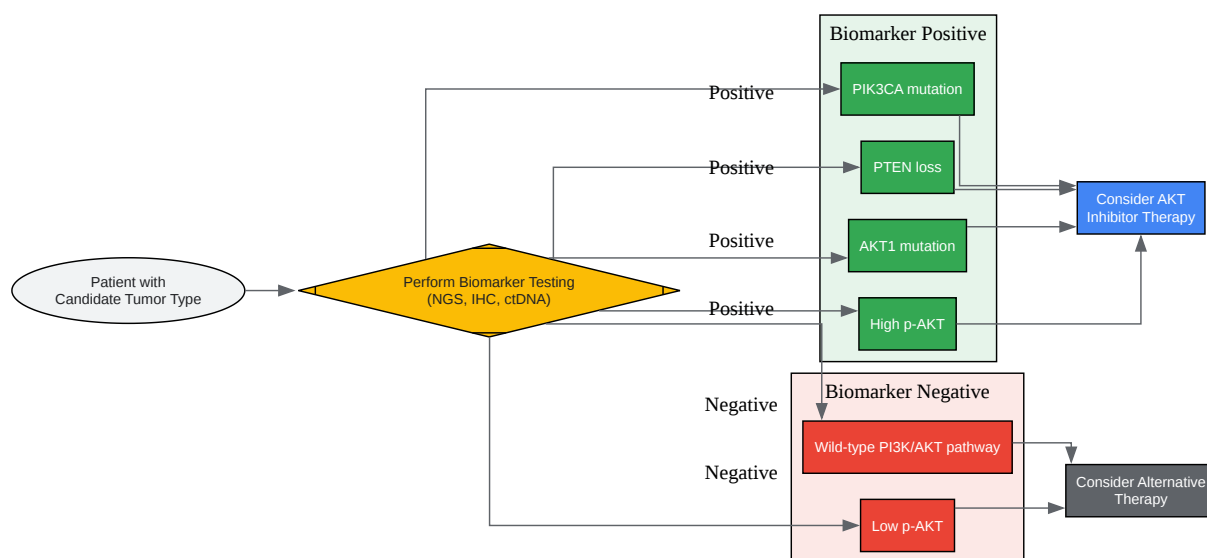 Biomarker Positive
Positive
PIK3CA mutation
Positive
PTEN loss
Consider AKT
Inhibitor Therapy
Positive
AKT1 mutation
Patient with
Candidate Tumor Type
Perform Biomarker Testing
(NGS, IHC, ctDNA)
Positive
High p-AKT
Biomarker Negative
Negative
Wild-type PI3K/AKT pathway
Negative
Consider Alternative
Therapy
Low p-AKT